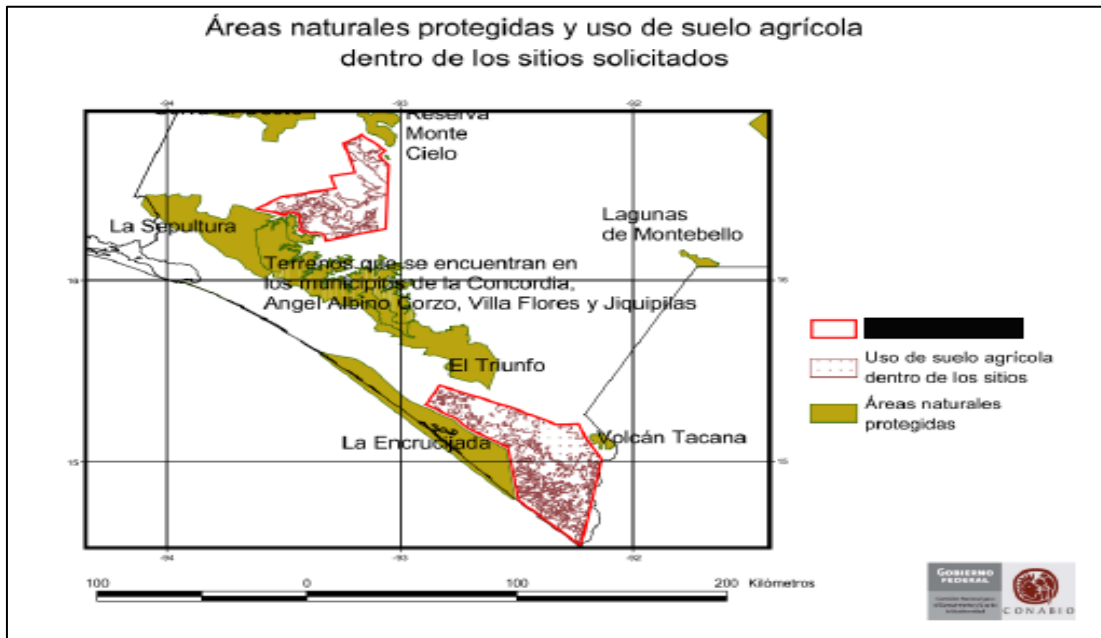 Áreas naturales protegidas y uso de suelo agrícola
dentro de los sitios solicitados
-94
-93
-92
Reserva
Monte
Cielo
La Sepultura
Lagunas
de Montebello
Terrenos que se encuentran en
los municipios de la Concordia,
Angel Albino Corzo, Villa Flores y Jiquipilas
16
16
El Triunfo
La Encrucijada
Volcán Tacana
15
15
-94
-93
-92
Uso de suelo agrícola
dentro de los sitios
Áreas naturales
protegidas
100
0
100
200 Kilómetros
GOBIERNO
FEDERAL
CONABIO